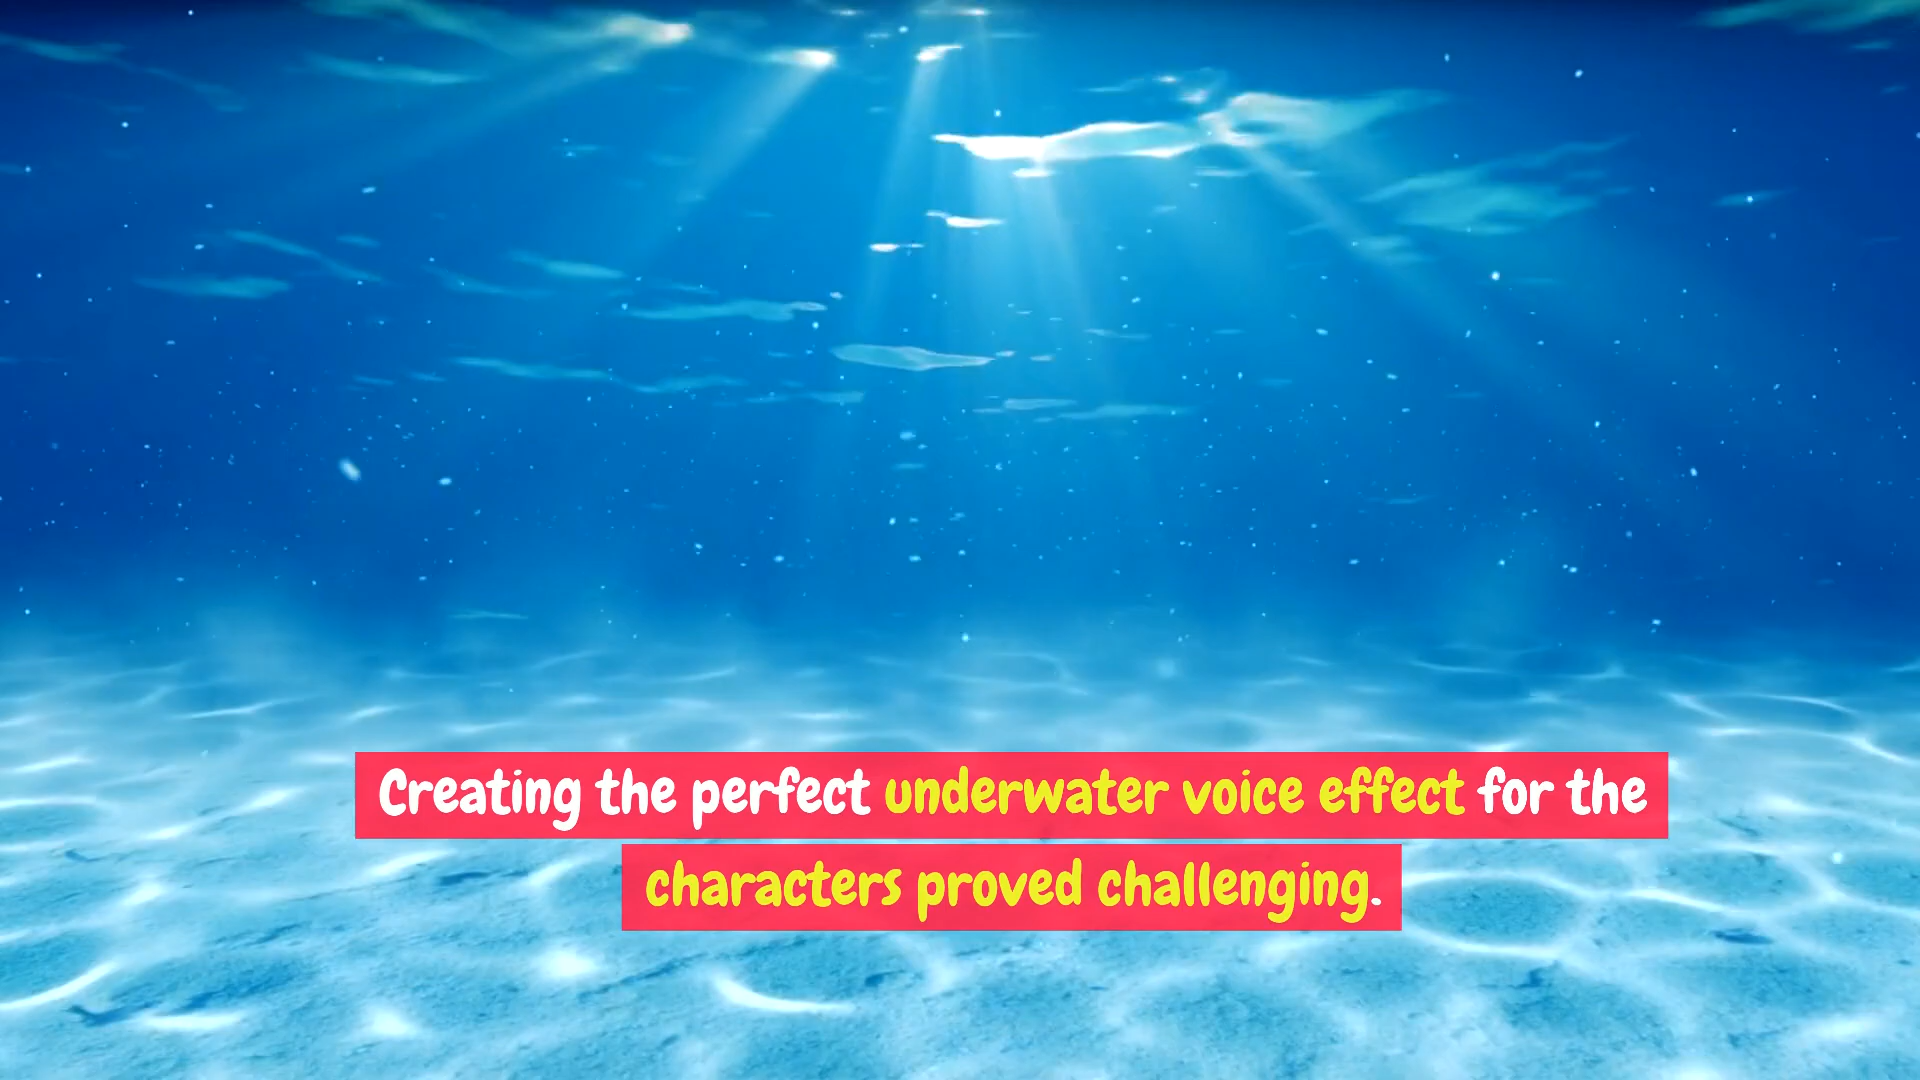 Creating the perfect underwater voice effect for the
characters proved challenging.